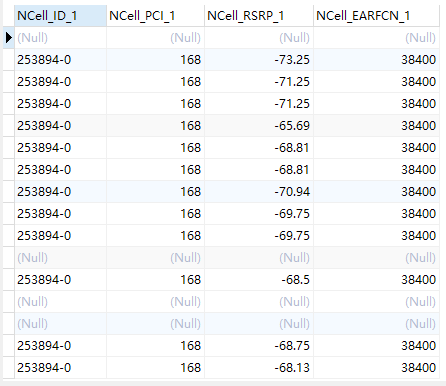 NCell_ID_1 NCell_PCI_1 NCell_RSRP_1 NCell_EARFCN_1
(Null) (Null) (Null) (Null)
253894-0 168 -73.25 38400
253894-0 168 -71.25 38400
253894-0 168 -71.25 38400
253894-0 168 -65.69 38400
253894-0 168 -68.81 38400
253894-0 168 -68.81 38400
253894-0 168 -70.94 38400
253894-0 168 -69.75 38400
253894-0 168 -69.75 38400
(Null) (Null) (Null) (Null)
253894-0 168 -68.5 38400
(Null) (Null) (Null) (Null)
(Null) (Null) (Null) (Null)
253894-0 168 -68.75 38400
253894-0 168 -68.13 38400